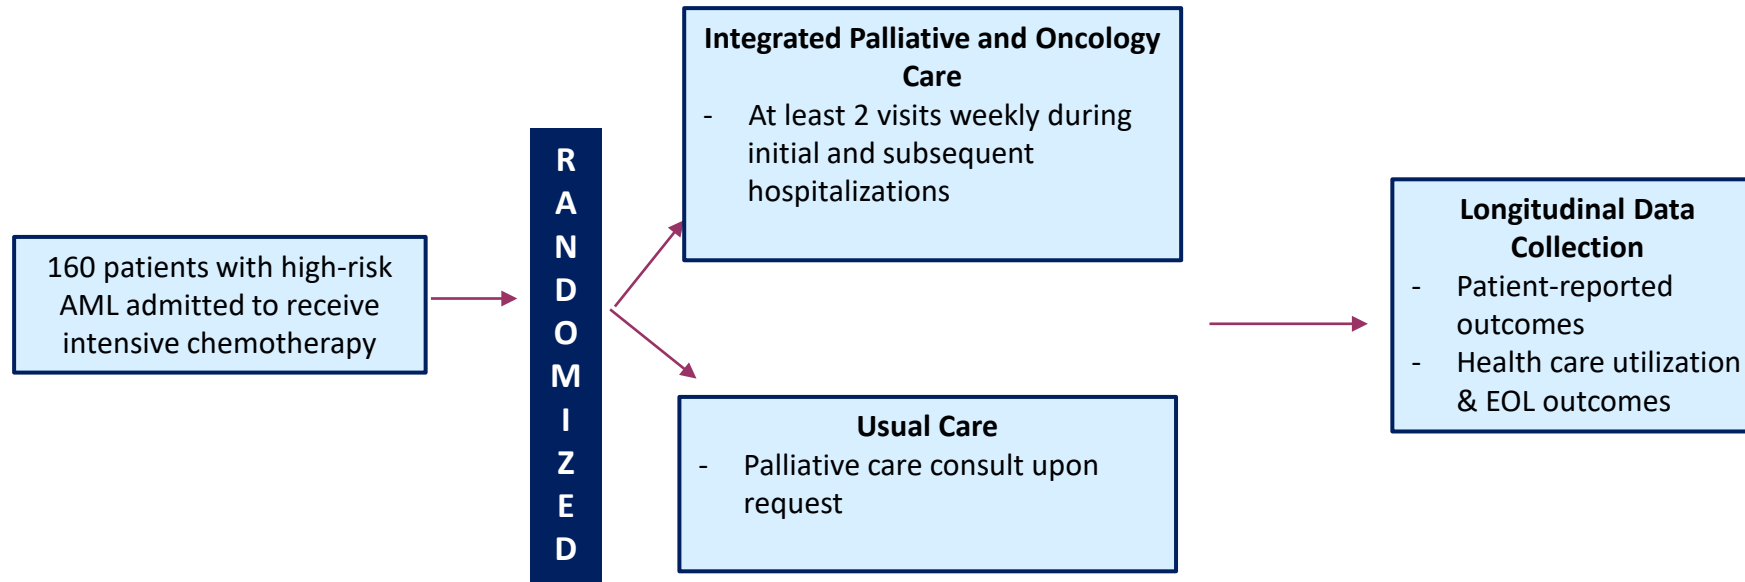 160 patients with high-risk
AML admitted to receive
intensive chemotherapy
R
A
N
D
O
M
I
Z
E
D
Integrated Palliative and Oncology
Care
- At least 2 visits weekly during
initial and subsequent
hospitalizations
Usual Care
- Palliative care consult upon
request
Longitudinal Data
Collection
- Patient-reported
outcomes
- Health care utilization
& EOL outcomes